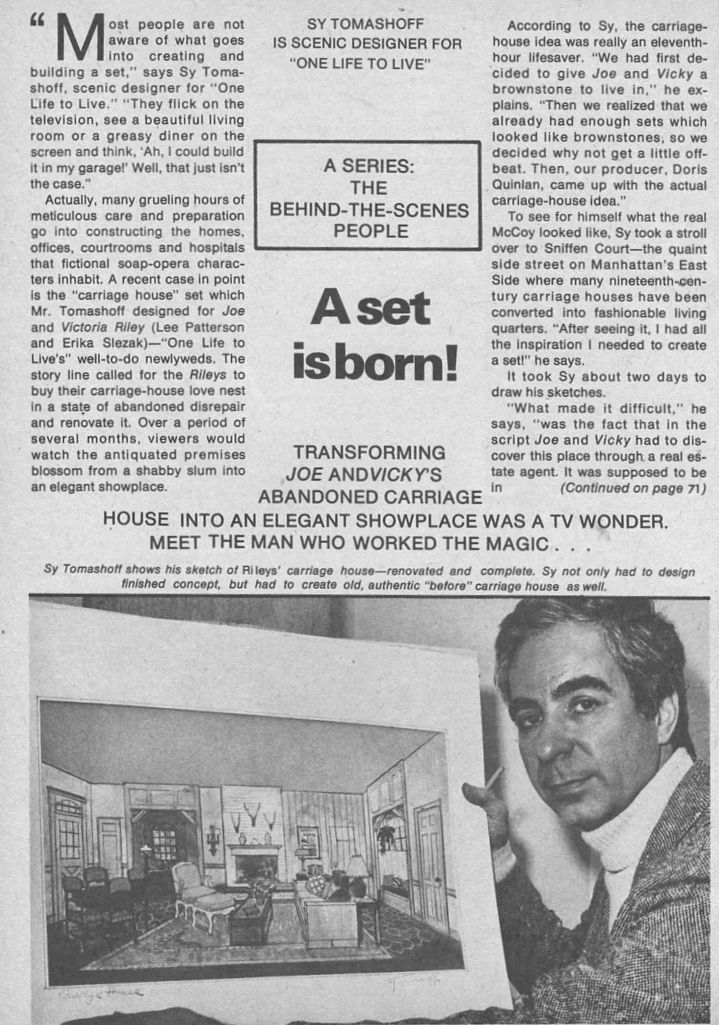 “Most people are not
aware of what goes
into creating and
building a set,” says Sy Toma-
shoff, scenic designer for “One
Life to Live.” “They flick on the
television, see a beautiful living
room or a greasy diner on the
screen and think, ‘Ah, I could build
it in my garage!’ Well, that just isn't
the case.”
Actually, many grueling hours of
meticulous care and preparation
go into constructing the homes,
offices, courtrooms and hospitals
that fictional soap-opera charac-
ters inhabit. A recent case in point
is the “carriage house” set which
Mr. Tomashoff designed for Joe
and Victoria Riley (Lee Patterson
and Erika Slezak)—“One Life to
Live's” well-to-do newlyweds. The
story line called for the Rileys to
buy their carriage-house love nest
in a state of abandoned disrepair
and renovate it. Over a period of
several months, viewers would
watch the antiquated premises
blossom from a shabby slum into
an elegant showplace.
SY TOMASHOFF
IS SCENIC DESIGNER FOR
“ONE LIFE TO LIVE”
A SERIES:
THE
BEHIND-THE-SCENES
PEOPLE
A set
is born!
TRANSFORMING
JOE ANDVICKY'S
ABANDONED CARRIAGE
HOUSE INTO AN ELEGANT SHOWPLACE WAS A TV WONDER.
MEET THE MAN WHO WORKED THE MAGIC . . .
According to Sy, the carriage-
house idea was really an eleventh-
hour lifesaver. “We had first de-
cided to give Joe and Vicky a
brownstone to live in,” he ex-
plains. “Then we realized that we
already had enough sets which
looked like brownstones, so we
decided why not get a little off-
beat. Then, our producer, Doris
Quinlan, came up with the actual
carriage-house idea.”
To see for himself what the real
McCoy looked like, Sy took a stroll
over to Sniffen Court—the quaint
side street on Manhattan's East
Side where many nineteenth-cen-
tury carriage houses have been
converted into fashionable living
quarters. “After seeing it, I had all
the inspiration I needed to create
a set!” he says.
It took Sy about two days to
draw his sketches.
“What made it difficult,” he
says, “was the fact that in the
script Joe and Vicky had to dis-
cover this place through a real es-
tate agent. It was supposed to be
in (Continued on page 71)
Sy Tomashoff shows his sketch of Rileys' carriage house—renovated and complete. Sy not only had to design
finished concept, but had to create old, authentic “before” carriage house as well.
Carriage House